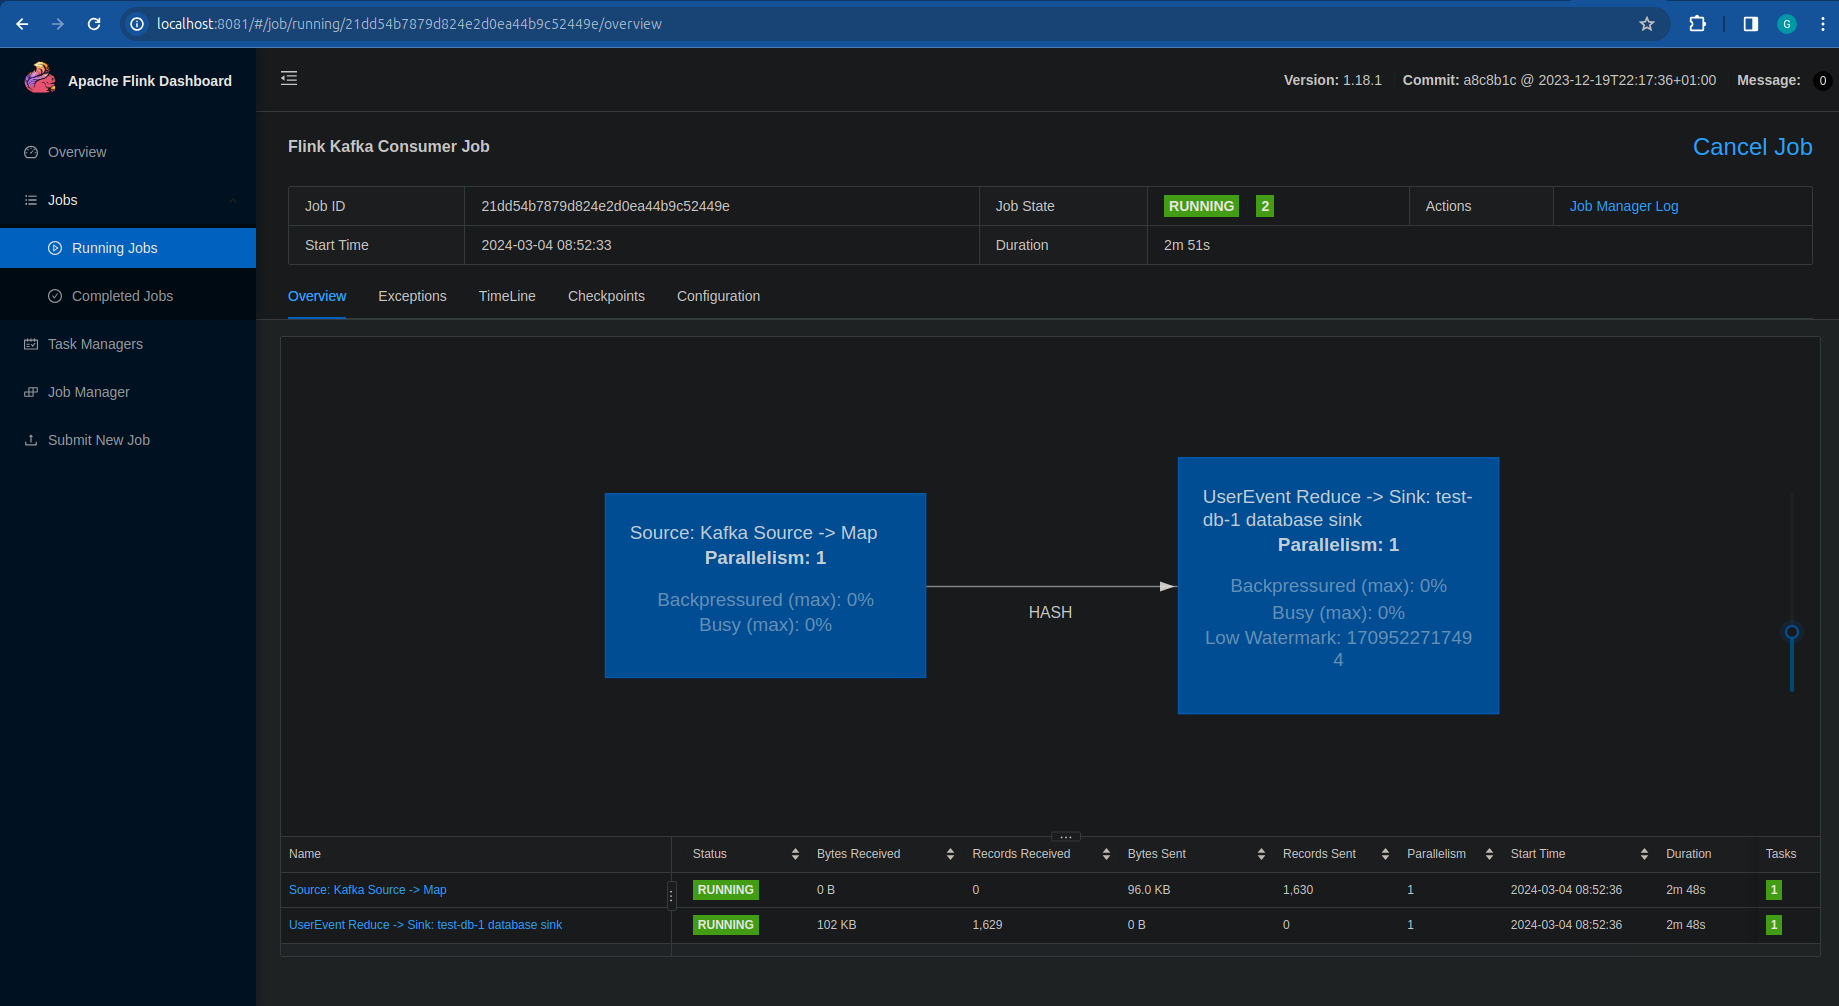 localhost:8081/#/job/running/21dd54b7879d824e2d0ea44b9c52449e/overview
G
Apache Flink Dashboard
Version: 1.18.1 Commit: a8c8b1c @ 2023-12-19T22:17:36+01:00 Message: 0
Overview
Jobs
Running Jobs
Completed Jobs
Task Managers
Job Manager
Submit New Job
Flink Kafka Consumer Job
Cancel Job
Job ID 21dd54b7879d824e2d0ea44b9c52449e Job State RUNNING 2 Actions Job Manager Log
Start Time 2024-03-04 08:52:33 Duration 2m 51s
Overview Exceptions TimeLine Checkpoints Configuration
Source: Kafka Source -> Map
Parallelism: 1
Backpressured (max): 0%
Busy (max): 0%
HASH
UserEvent Reduce -> Sink: test-
db-1 database sink
Parallelism: 1
Backpressured (max): 0%
Busy (max): 0%
Low Watermark: 170952271749
4
Name Status Bytes Received Records Received Bytes Sent Records Sent Parallelism Start Time Duration Tasks
Source: Kafka Source -> Map RUNNING 0 B 0 96.0 KB 1,630 1 2024-03-04 08:52:36 2m 48s 1
UserEvent Reduce -> Sink: test-db-1 database sink RUNNING 102 KB 1,629 0 B 0 1 2024-03-04 08:52:36 2m 48s 1